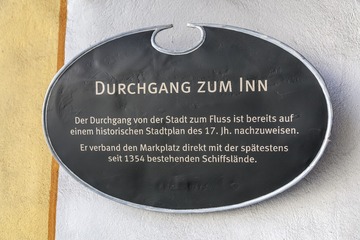 DURCHGANG ZUM INN
Der Durchgang von der Stadt zum Fluss ist bereits auf
einem historischen Stadtplan des 17. Jh. nachzuweisen.
Er verband den Markplatz direkt mit der spätestens
seit 1354 bestehenden Schiffslände.